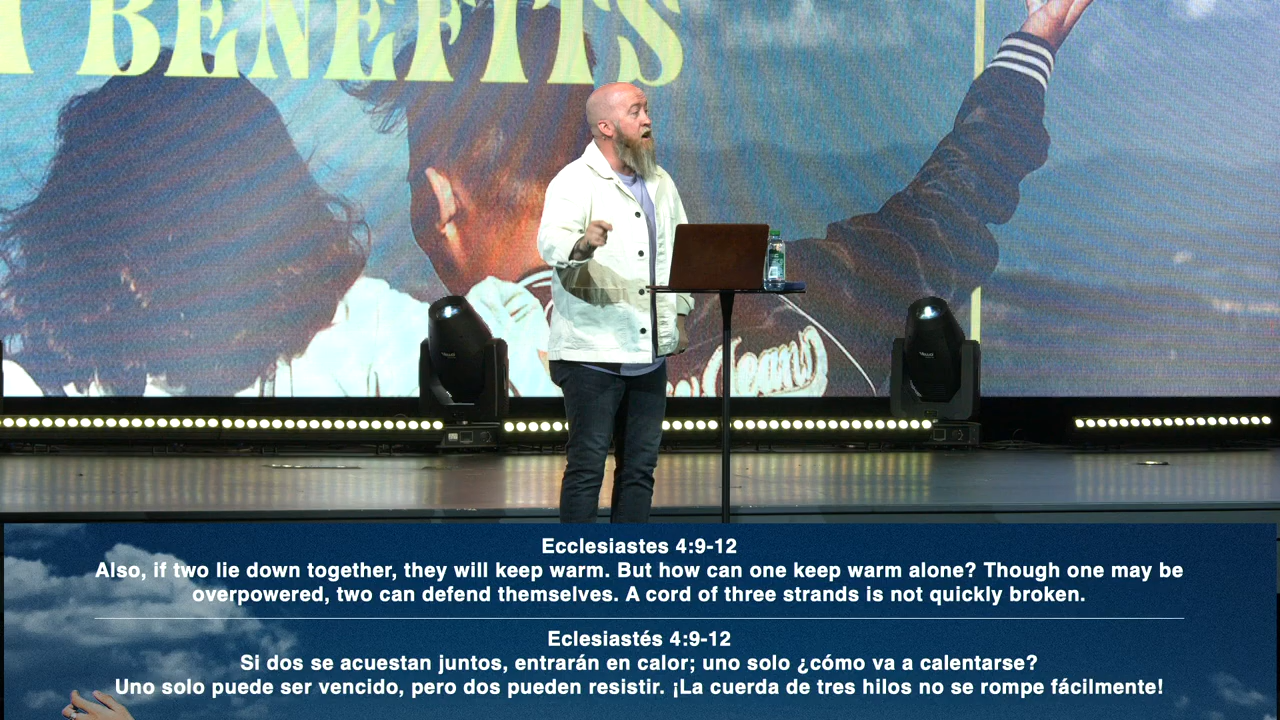 BENEFITS
Jeans
Ecclesiastes 4:9-12
Also, if two lie down together, they will keep warm. But how can one keep warm alone? Though one may be
overpowered, two can defend themselves. A cord of three strands is not quickly broken.
Eclesiastés 4:9-12
Si dos se acuestan juntos, entrarán en calor; uno solo ¿cómo va a calentarse?
Uno solo puede ser vencido, pero dos pueden resistir. ¡La cuerda de tres hilos no se rompe fácilmente!